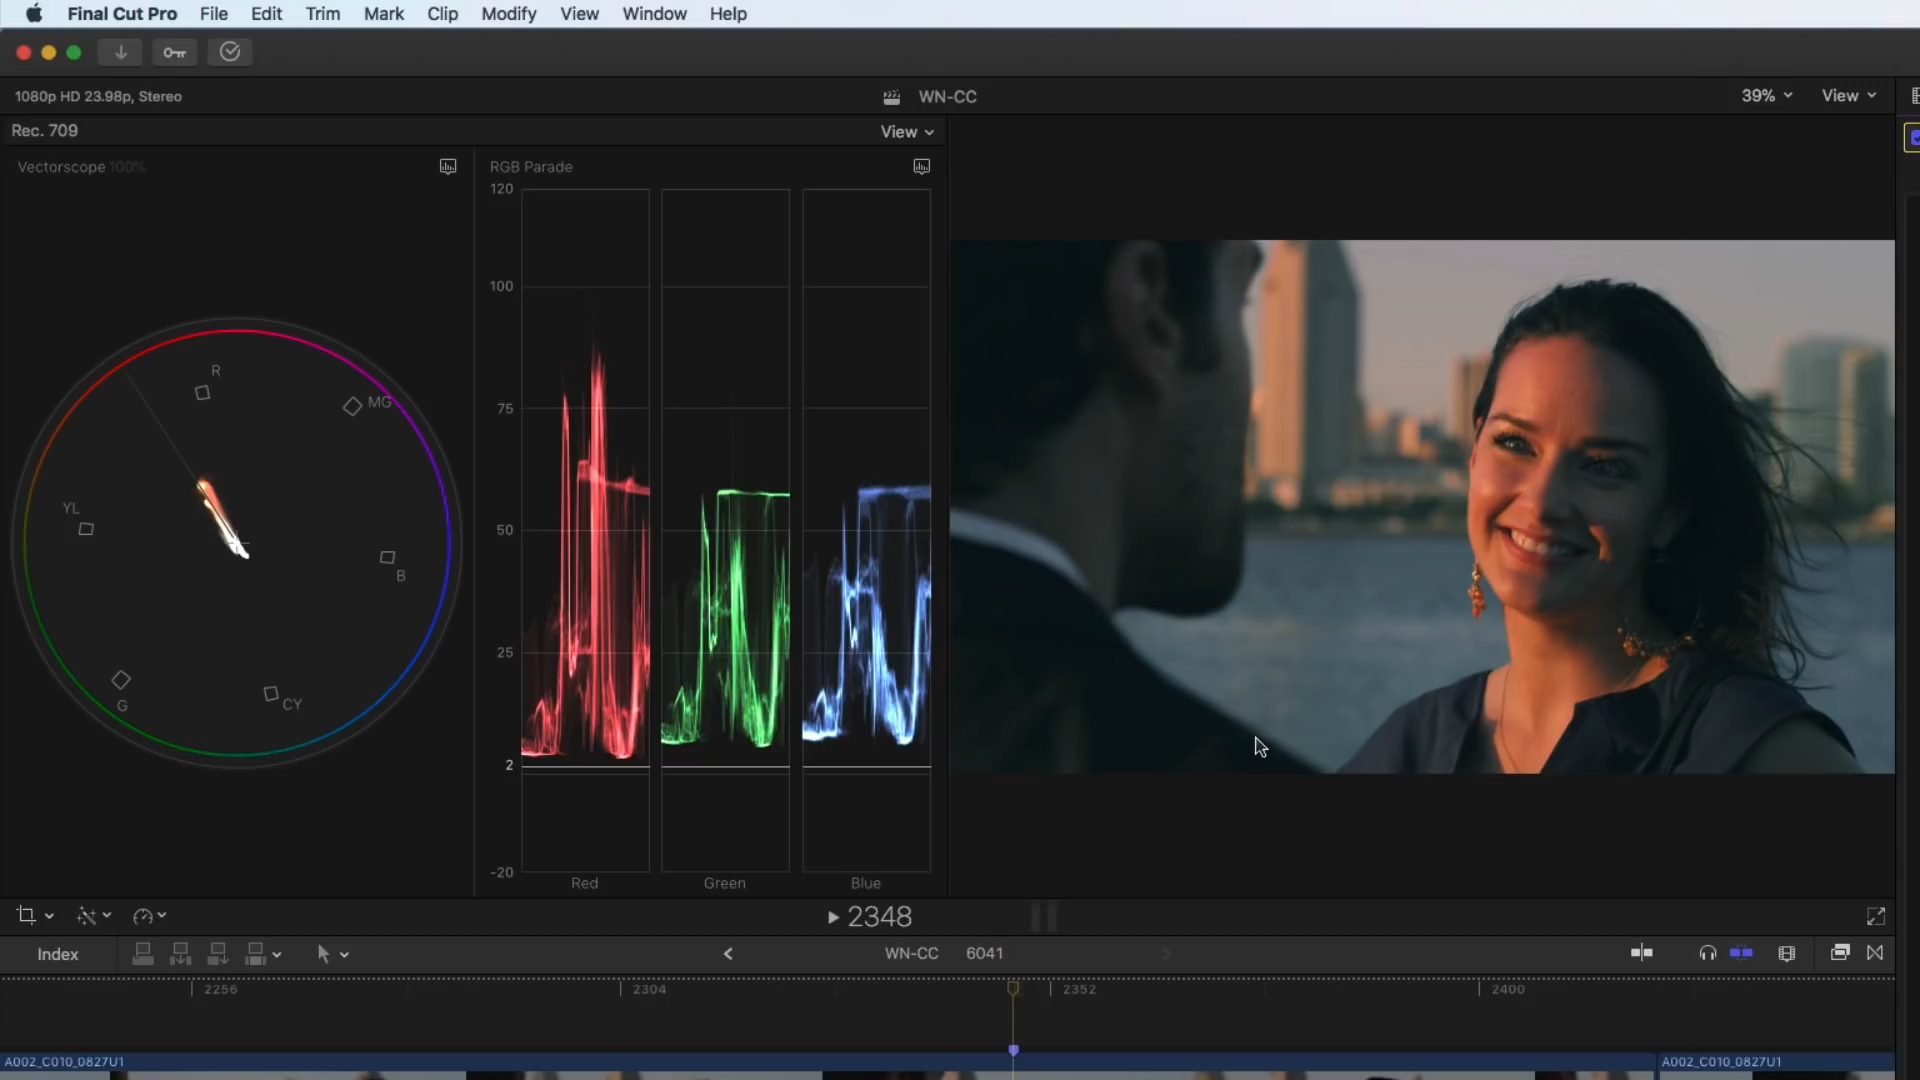 Final Cut Pro File Edit Trim Mark Clip Modify View Window Help
1080p HD 23.98p, Stereo WN-CC 39% View
Rec. 709 View
Vectorscope 100% RGB Parade
120
100
75
50
25
2
-20
R
MG
YL
B
G
CY
Red Green Blue
2348
Index WN-CC 6041
2256 2304 2352 2400
A002_C010_0827U1 A002_C010_0827U1